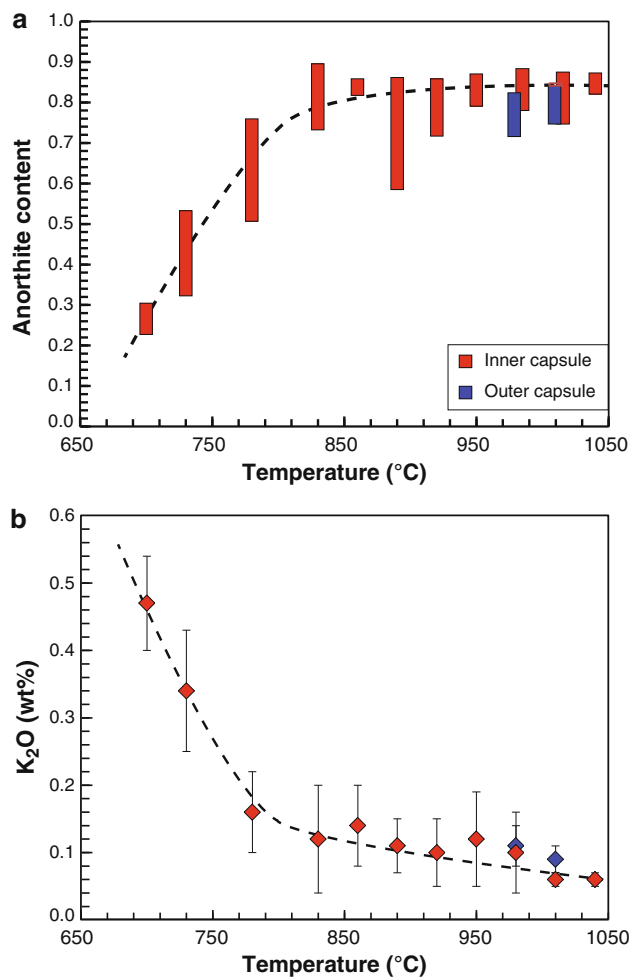 a
1.0
0.9
0.8
0.7
0.6
0.5
0.4
0.3
0.2
0.1
0.0
Anorthite content
Inner capsule
Outer capsule
650 750 850 950 1050
Temperature (°C)
b
0.6
0.5
0.4
0.3
0.2
0.1
0.0
K₂O (wt%)
650 750 850 950 1050
Temperature (°C)